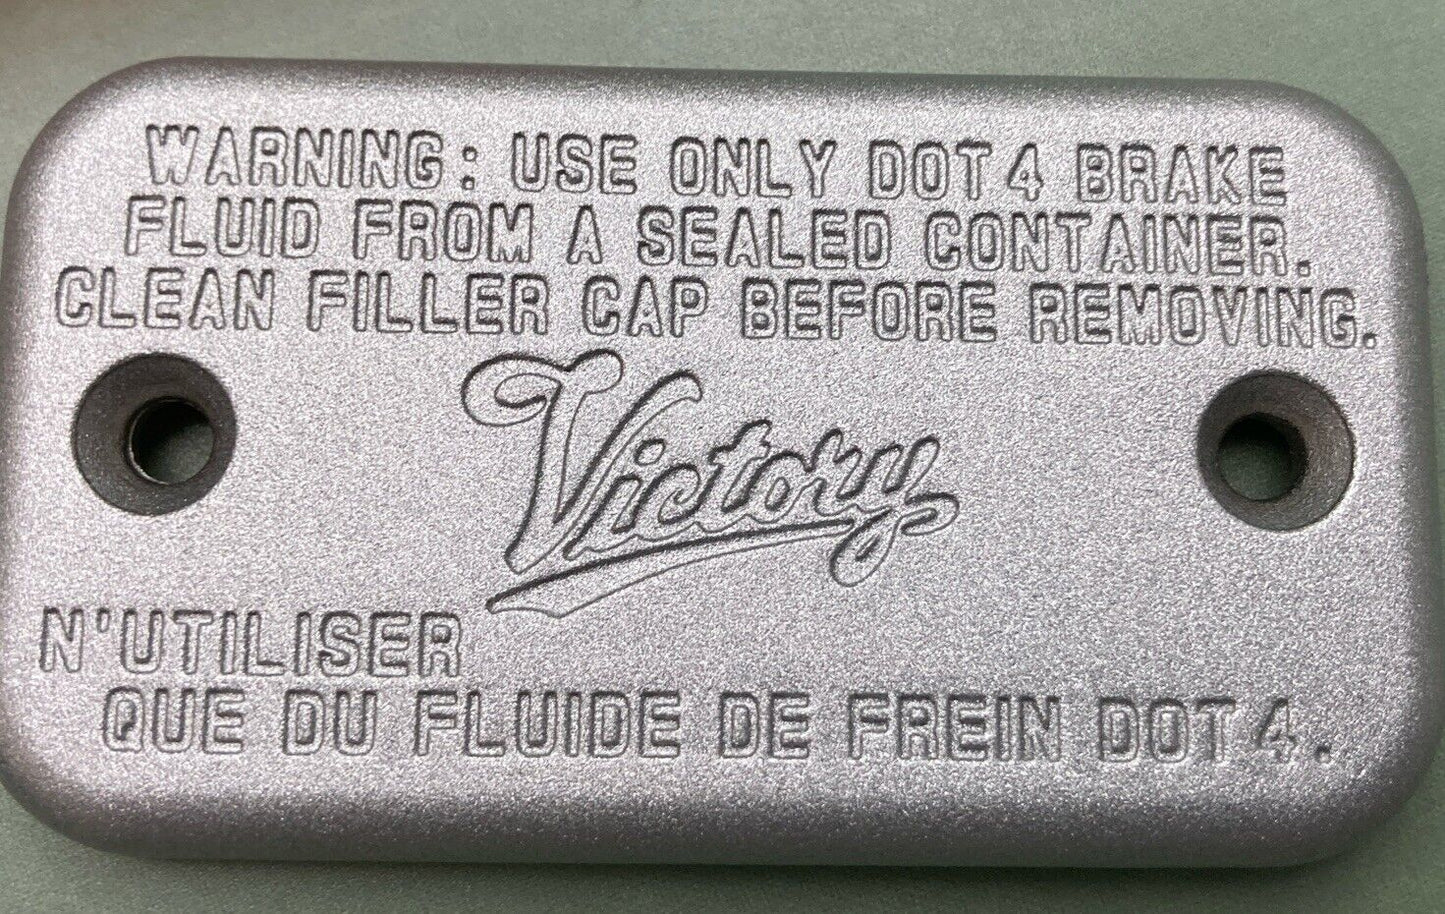 WARNING: USE ONLY DOT 4 BRAKE
FLUID FROM A SEALED CONTAINER.
CLEAN FILLER CAP BEFORE REMOVING.
Victory
N'UTILISER
QUE DU FLUIDE DE FREIN DOT 4.